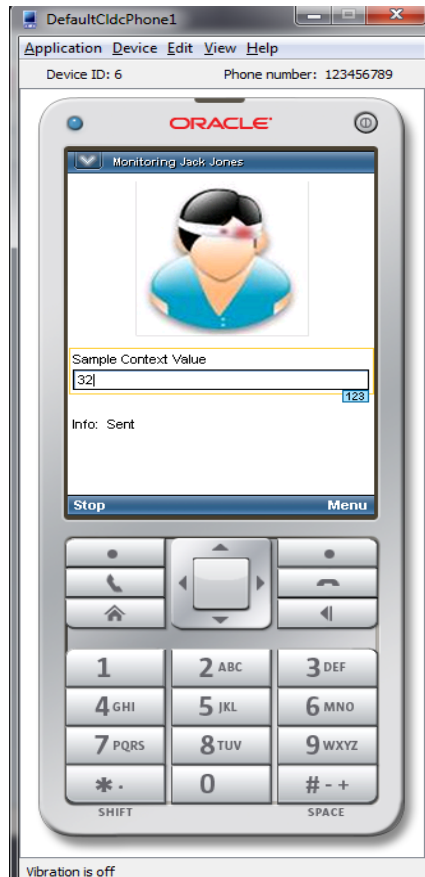 DefaultCldcPhone1
Application Device Edit View Help
Device ID: 6 Phone number: 123456789
ORACLE
Monitoring Jack Jones
Sample Context Value
32
123
Info: Sent
Stop Menu
1 2 ABC 3 DEF
4 GHI 5 JKL 6 MNO
7 PQRS 8 TUV 9 WXYZ
* . 0 # - +
SHIFT SPACE
Vibration is off